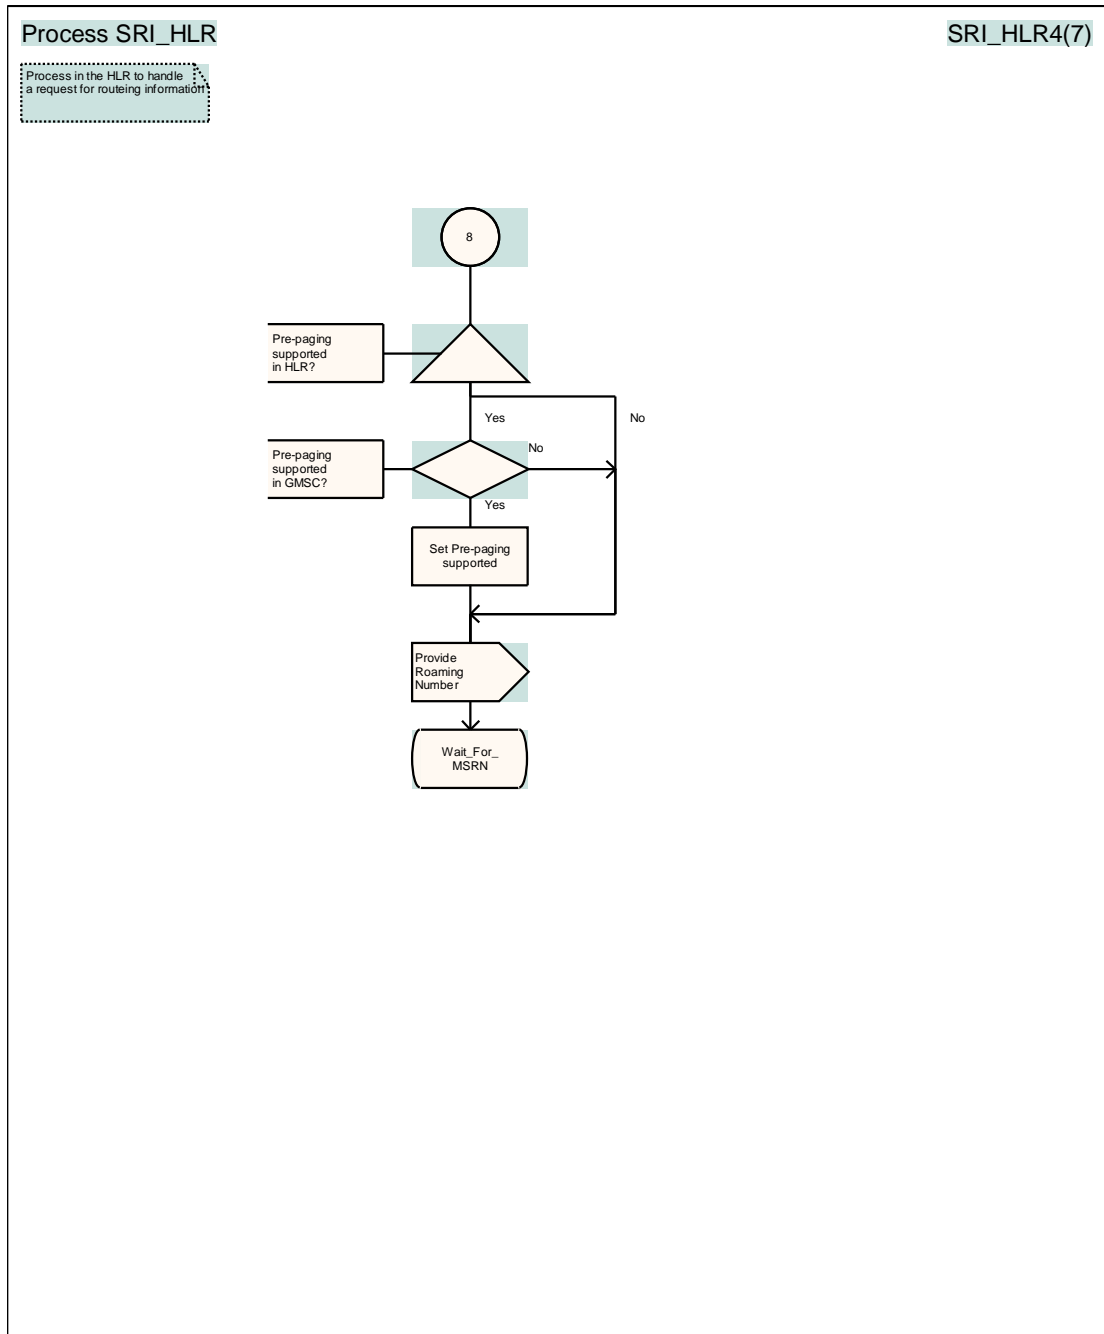 Process SRI_HLR
SRI_HLR4(7)
Process in the HLR to handle
a request for routeing information
8
Pre-paging
supported
in HLR?
Yes
No
Pre-paging
supported
in GMSC?
No
Yes
Set Pre-paging
supported
Provide
Roaming
Number
Wait_For_
MSRN